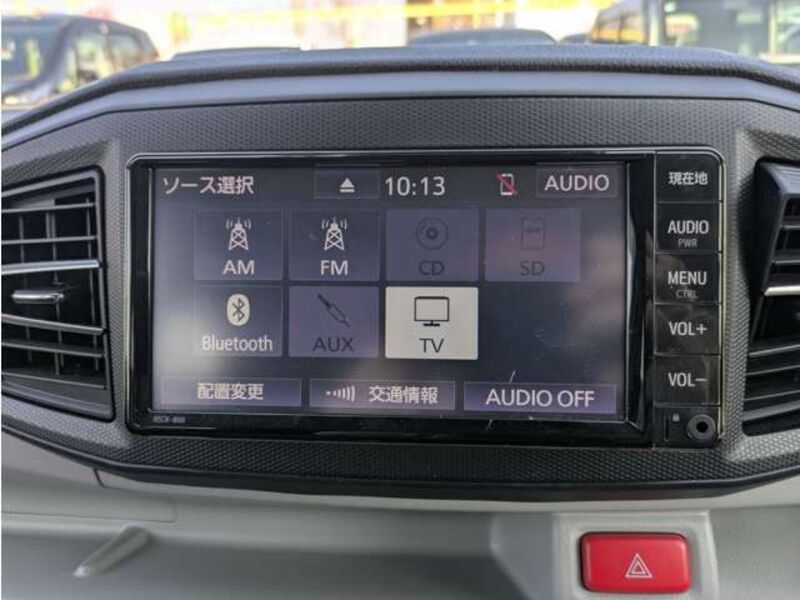 ソース選択 10:13 AUDIO
AM FM CD SD
Bluetooth AUX TV
配置変更 交通情報 AUDIO OFF
現在地
AUDIO
PWR
MENU
CTRL
VOL+
VOL−